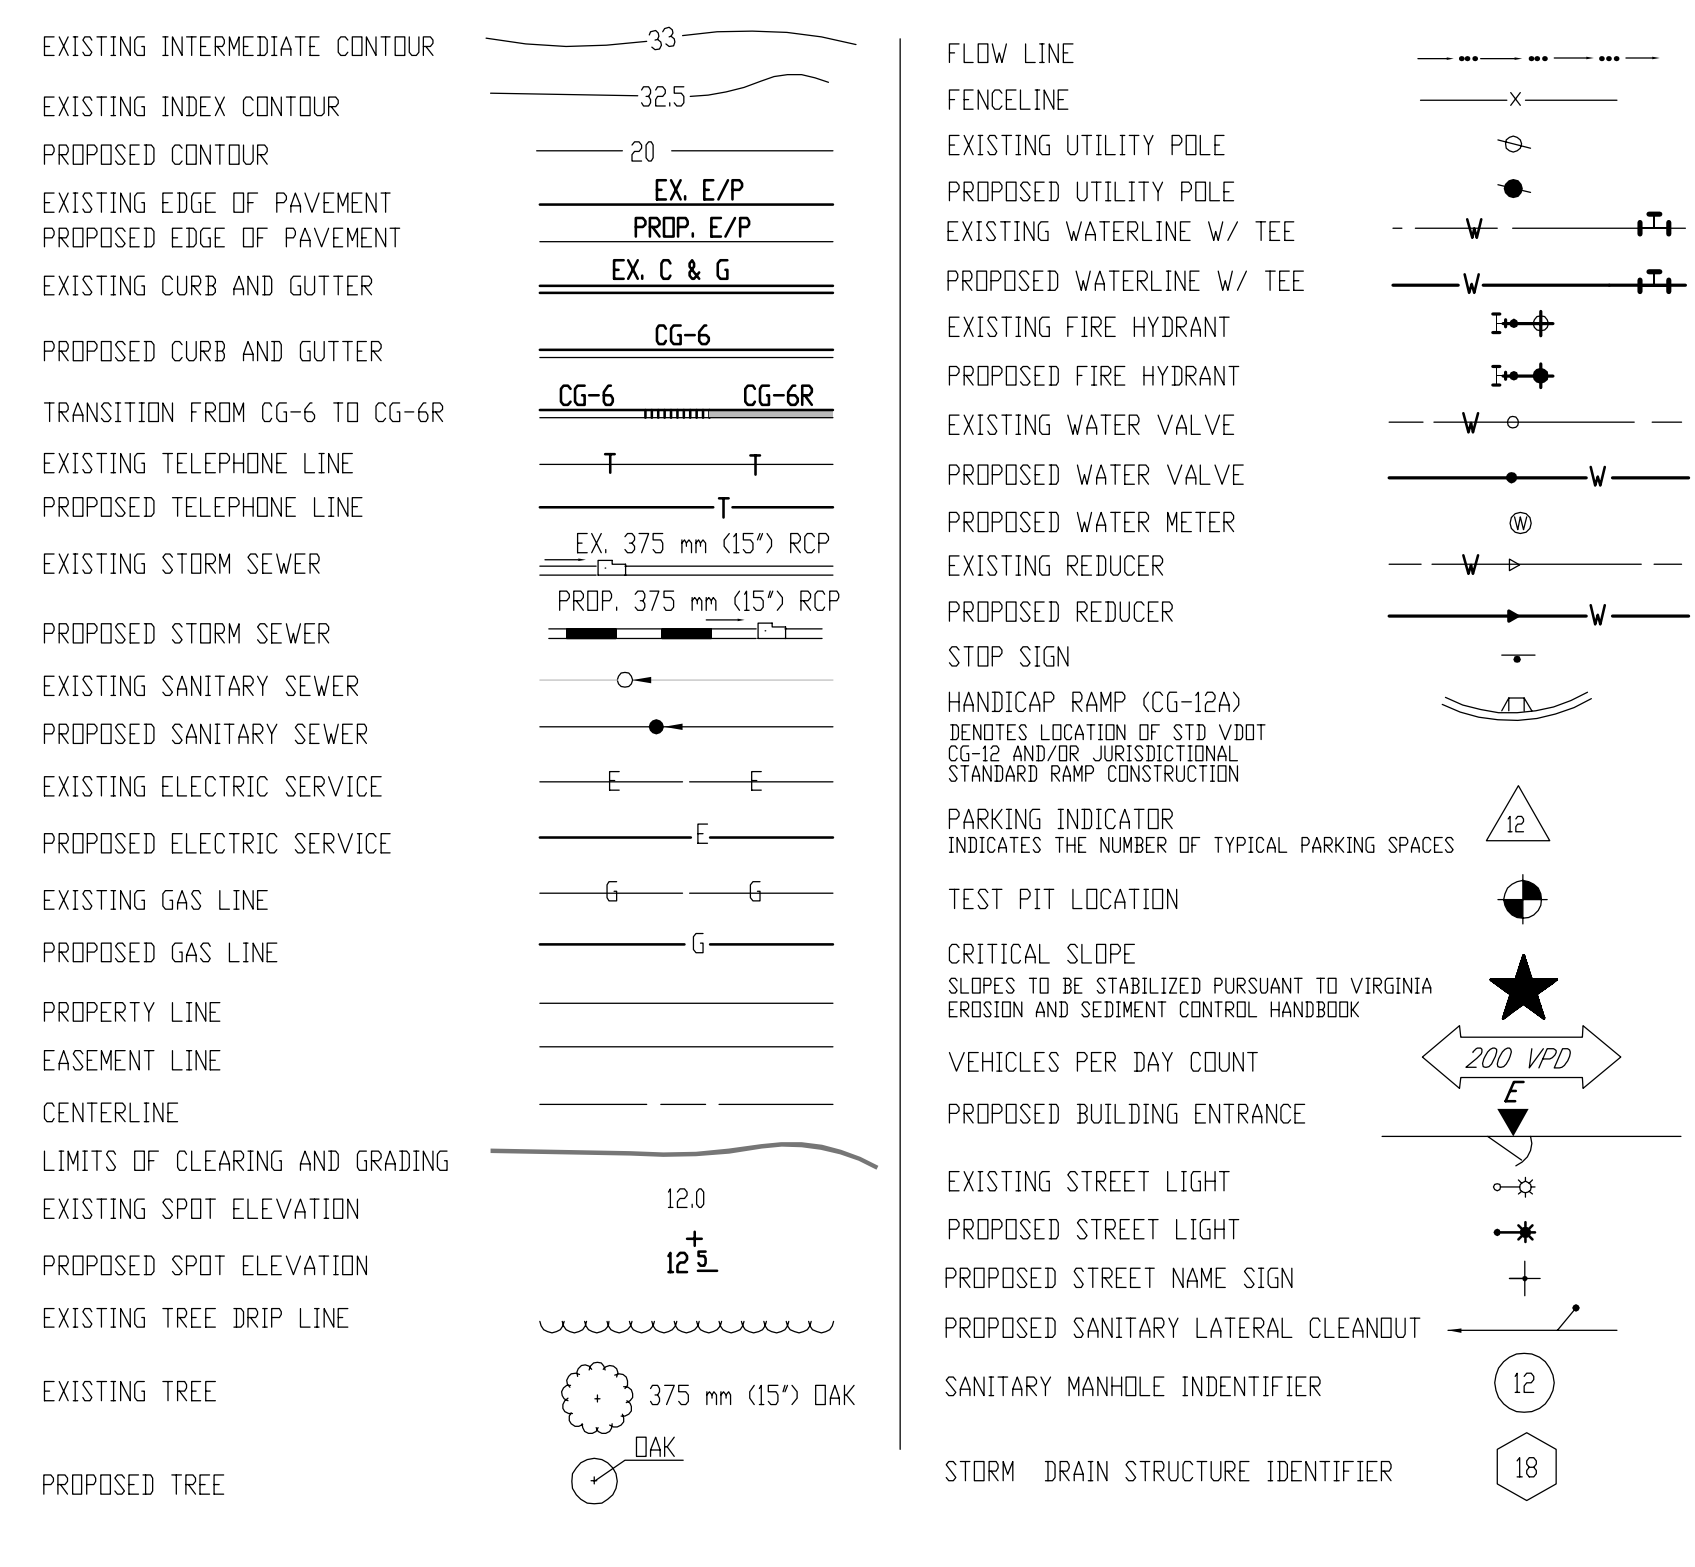 EXISTING INTERMEDIATE CONTOUR 33
EXISTING INDEX CONTOUR 32.5
PROPOSED CONTOUR 20
EXISTING EDGE OF PAVEMENT EX. E/P
PROPOSED EDGE OF PAVEMENT PROP. E/P
EXISTING CURB AND GUTTER EX. C & G
PROPOSED CURB AND GUTTER CG-6
TRANSITION FROM CG-6 TO CG-6R CG-6 CG-6R
EXISTING TELEPHONE LINE T T
PROPOSED TELEPHONE LINE T
EXISTING STORM SEWER EX. 375 mm (15") RCP
PROPOSED STORM SEWER PROP. 375 mm (15") RCP
EXISTING SANITARY SEWER
PROPOSED SANITARY SEWER
EXISTING ELECTRIC SERVICE E E
PROPOSED ELECTRIC SERVICE E
EXISTING GAS LINE G G
PROPOSED GAS LINE G
PROPERTY LINE
EASEMENT LINE
CENTERLINE
LIMITS OF CLEARING AND GRADING
EXISTING SPOT ELEVATION 12.0
PROPOSED SPOT ELEVATION + 12 5
EXISTING TREE DRIP LINE
EXISTING TREE 375 mm (15") OAK
PROPOSED TREE OAK
FLOW LINE
FENCELINE X
EXISTING UTILITY POLE
PROPOSED UTILITY POLE
EXISTING WATERLINE W/ TEE W
PROPOSED WATERLINE W/ TEE W
EXISTING FIRE HYDRANT
PROPOSED FIRE HYDRANT
EXISTING WATER VALVE W
PROPOSED WATER VALVE W
PROPOSED WATER METER W
EXISTING REDUCER W
PROPOSED REDUCER W
STOP SIGN
HANDICAP RAMP (CG-12A)
DENOTES LOCATION OF STD VDOT
CG-12 AND/OR JURISDICTIONAL
STANDARD RAMP CONSTRUCTION
PARKING INDICATOR 12
INDICATES THE NUMBER OF TYPICAL PARKING SPACES
TEST PIT LOCATION
CRITICAL SLOPE
SLOPES TO BE STABILIZED PURSUANT TO VIRGINIA
EROSION AND SEDIMENT CONTROL HANDBOOK
VEHICLES PER DAY COUNT 200 VPD
PROPOSED BUILDING ENTRANCE E
EXISTING STREET LIGHT
PROPOSED STREET LIGHT
PROPOSED STREET NAME SIGN
PROPOSED SANITARY LATERAL CLEANOUT
SANITARY MANHOLE INDENTIFIER 12
STORM DRAIN STRUCTURE IDENTIFIER 18